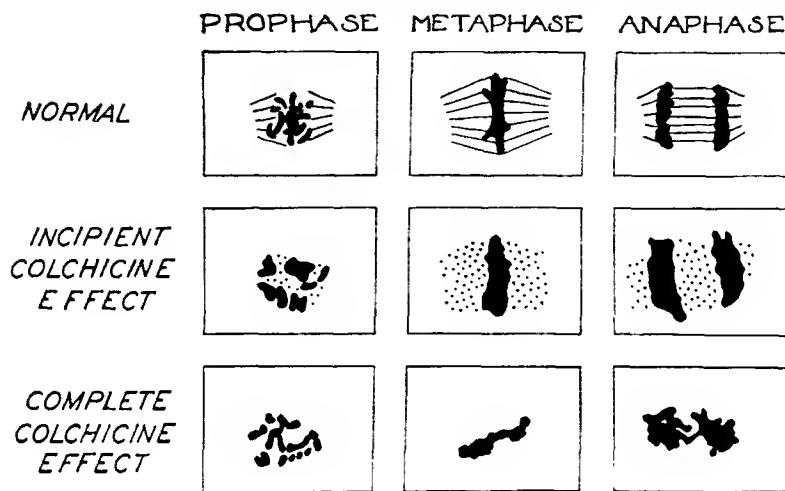 PROPHASE METAPHASE ANAPHASE
NORMAL
INCIPIENT
COLCHICINE
EFFECT
COMPLETE
COLCHICINE
EFFECT